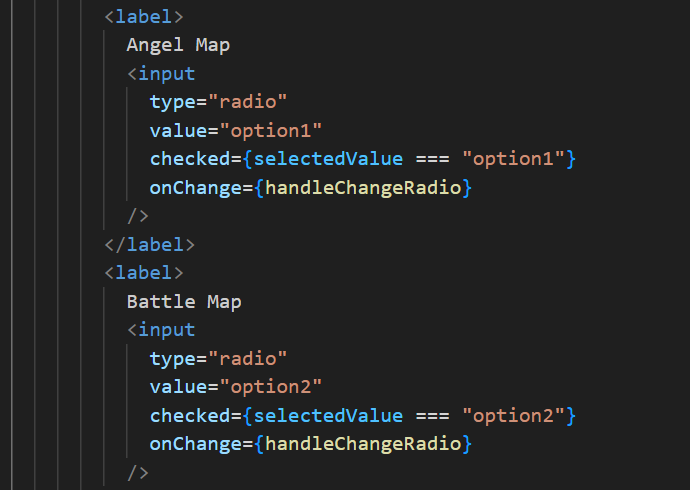 <label>
Angel Map
<input
type="radio"
value="option1"
checked={selectedValue === "option1"}
onChange={handleChangeRadio}
/>
</label>
<label>
Battle Map
<input
type="radio"
value="option2"
checked={selectedValue === "option2"}
onChange={handleChangeRadio}
/>